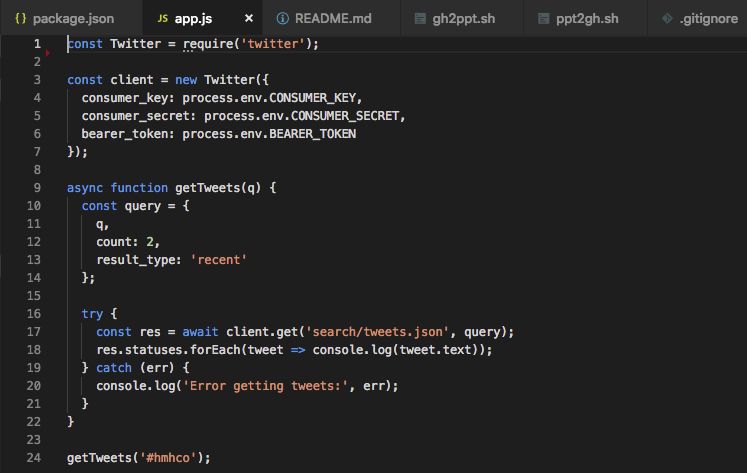 {} package.json JS app.js × README.md gh2ppt.sh ppt2gh.sh .gitignore
1 const Twitter = require('twitter');
2
3 const client = new Twitter({
4 consumer_key: process.env.CONSUMER_KEY,
5 consumer_secret: process.env.CONSUMER_SECRET,
6 bearer_token: process.env.BEARER_TOKEN
7 });
8
9 async function getTweets(q) {
10 const query = {
11 q,
12 count: 2,
13 result_type: 'recent'
14 };
15
16 try {
17 const res = await client.get('search/tweets.json', query);
18 res.statuses.forEach(tweet => console.log(tweet.text));
19 } catch (err) {
20 console.log('Error getting tweets:', err);
21 }
22 }
23
24 getTweets('#hmhco');